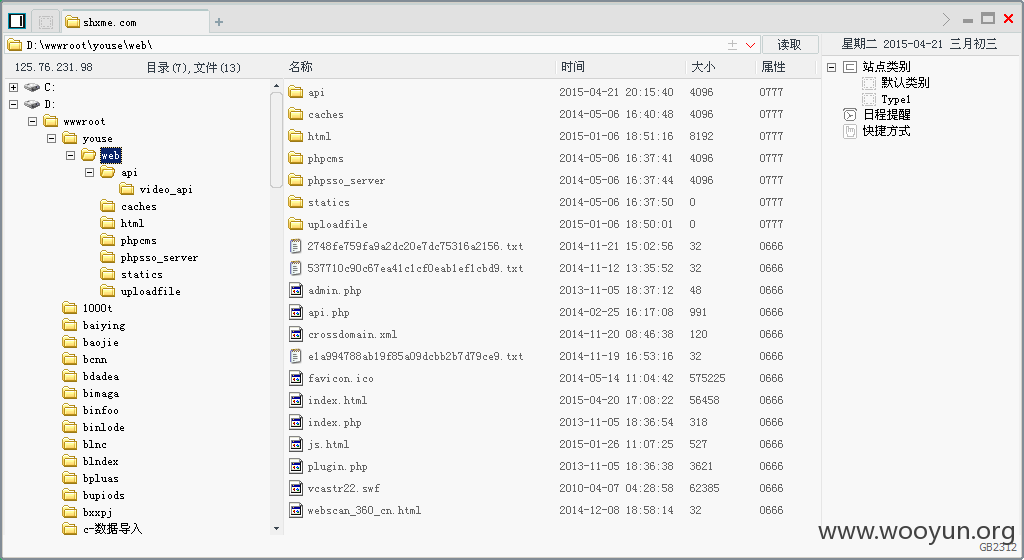 shxme.com
D:\wwwroot\youse\web\
读取
星期二 2015-04-21 三月初三
125.76.231.98 目录(7),文件(13)
名称 时间 大小 属性
C:
D:
wwwroot
youse
web
api
video_api
caches
html
phpcms
phpsso_server
statics
uploadfile
1000t
baiying
baojie
bcnn
bdadea
bimaga
binfoo
binlode
blnc
blndex
bpluas
bupiods
bxxpj
c-数据导入
api 2015-04-21 20:15:40 4096 0777
caches 2014-05-06 16:40:48 4096 0777
html 2015-01-06 18:51:16 8192 0777
phpcms 2014-05-06 16:37:41 4096 0777
phpsso_server 2014-05-06 16:37:44 4096 0777
statics 2014-05-06 16:37:50 0 0777
uploadfile 2015-01-06 18:50:01 0 0777
2748fe759fa9a2dc20e7dc75316a2156.txt 2014-11-21 15:02:56 32 0666
537710c90c67ea41c1cf0eab1ef1cbd9.txt 2014-11-12 13:35:52 32 0666
admin.php 2013-11-05 18:37:12 48 0666
api.php 2014-02-25 16:17:08 991 0666
crossdomain.xml 2014-11-20 08:46:38 120 0666
e1a994788ab19f85a09dcbb2b7d79ce9.txt 2014-11-19 16:53:16 32 0666
favicon.ico 2014-05-14 11:04:42 575225 0666
index.html 2015-04-20 17:08:22 56458 0666
index.php 2013-11-05 18:36:54 318 0666
js.html 2015-01-26 11:07:25 527 0666
plugin.php 2013-11-05 18:36:38 3621 0666
vcastr22.swf 2010-04-07 04:28:58 62385 0666
webscan_360_cn.html 2014-12-08 18:58:14 32 0666
站点类别
默认类别
Type1
日程提醒
快捷方式
www.wooyun.org
GB2312